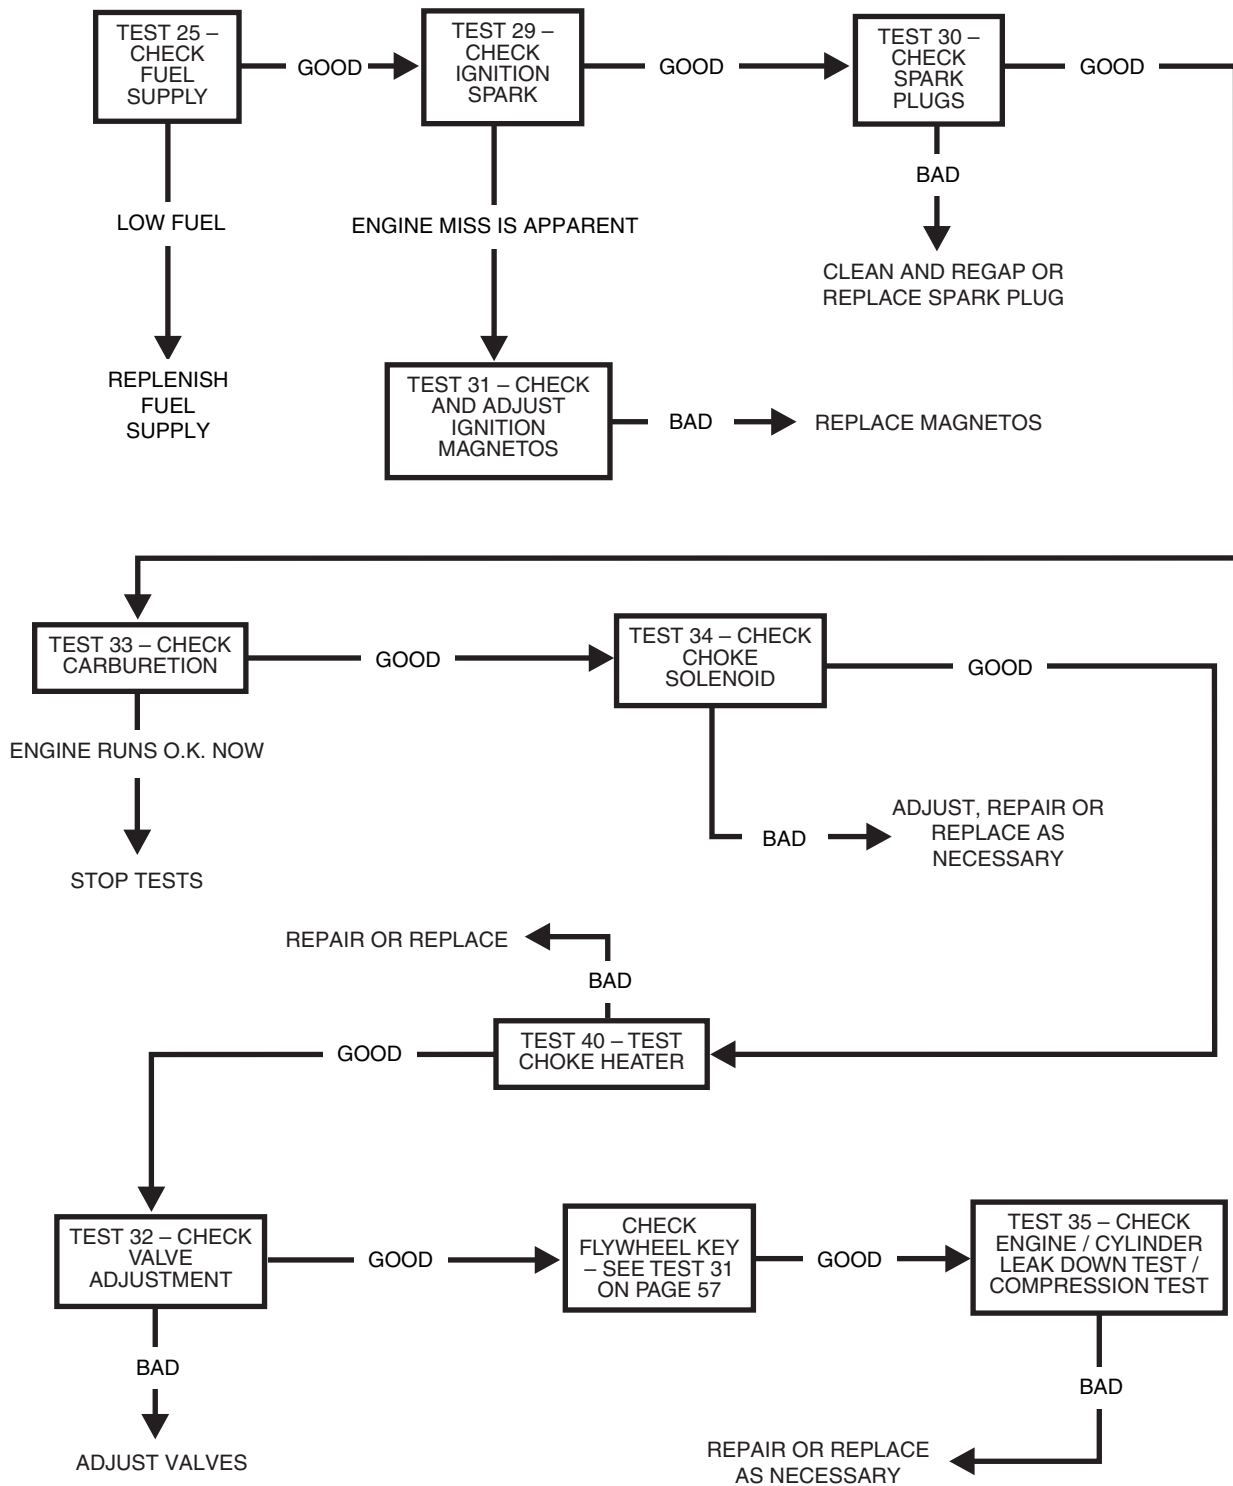 TEST 25 –
CHECK
FUEL
SUPPLY
GOOD
TEST 29 –
CHECK
IGNITION
SPARK
GOOD
TEST 30 –
CHECK
SPARK
PLUGS
GOOD
LOW FUEL
ENGINE MISS IS APPARENT
BAD
CLEAN AND REGAP OR
REPLACE SPARK PLUG
REPLENISH
FUEL
SUPPLY
TEST 31 – CHECK
AND ADJUST
IGNITION
MAGNETOS
BAD
REPLACE MAGNETOS
TEST 33 – CHECK
CARBURETION
GOOD
TEST 34 – CHECK
CHOKE
SOLENOID
GOOD
ENGINE RUNS O.K. NOW
STOP TESTS
BAD
ADJUST, REPAIR OR
REPLACE AS
NECESSARY
REPAIR OR REPLACE
BAD
TEST 40 – TEST
CHOKE HEATER
GOOD
TEST 32 – CHECK
VALVE
ADJUSTMENT
GOOD
CHECK
FLYWHEEL KEY
– SEE TEST 31
ON PAGE 57
GOOD
TEST 35 – CHECK
ENGINE / CYLINDER
LEAK DOWN TEST /
COMPRESSION TEST
BAD
ADJUST VALVES
BAD
REPAIR OR REPLACE
AS NECESSARY